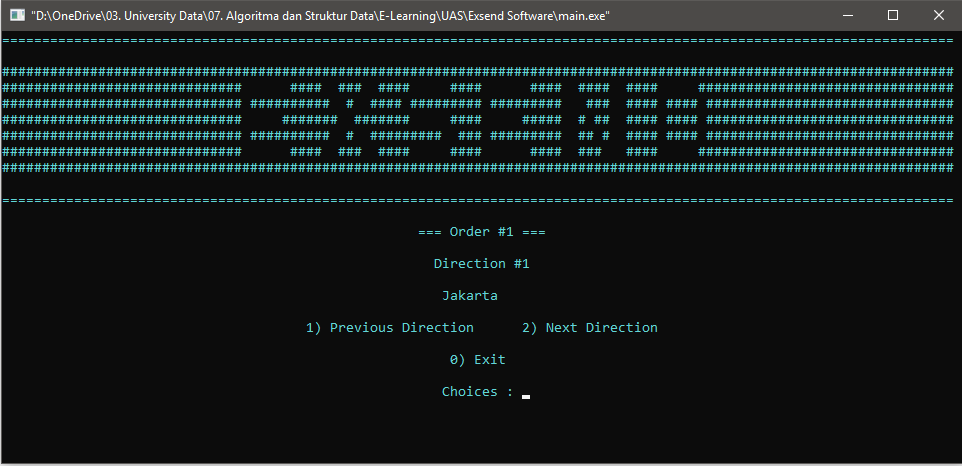 "D:\OneDrive\03. University Data\07. Algoritma dan Struktur Data\E-Learning\UAS\Exsend Software\main.exe"
EXSEND
=== Order #1 ===
Direction #1
Jakarta
1) Previous Direction 2) Next Direction
0) Exit
Choices :